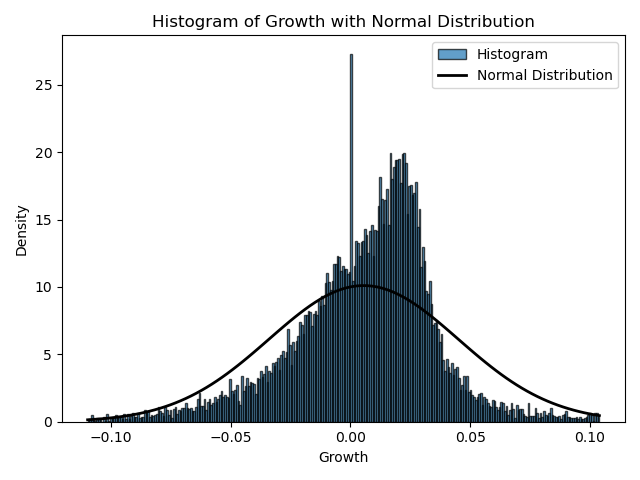 Histogram of Growth with Normal Distribution
Histogram
Normal Distribution
Density
25
20
15
10
5
0
−0.10
−0.05
0.00
0.05
0.10
Growth